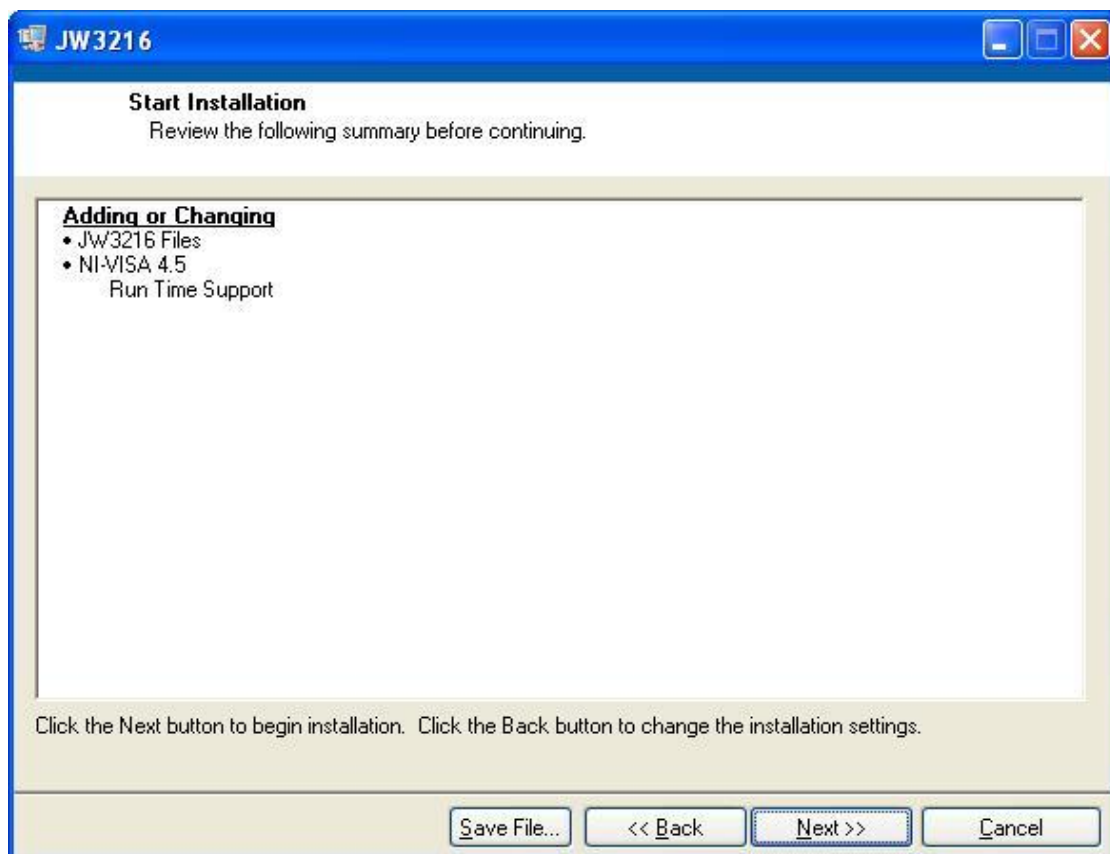 JW3216
Start Installation
Review the following summary before continuing.
Adding or Changing
• JW3216 Files
• NI-VISA 4.5
Run Time Support
Click the Next button to begin installation.  Click the Back button to change the installation settings.
Save File... << Back Next >> Cancel